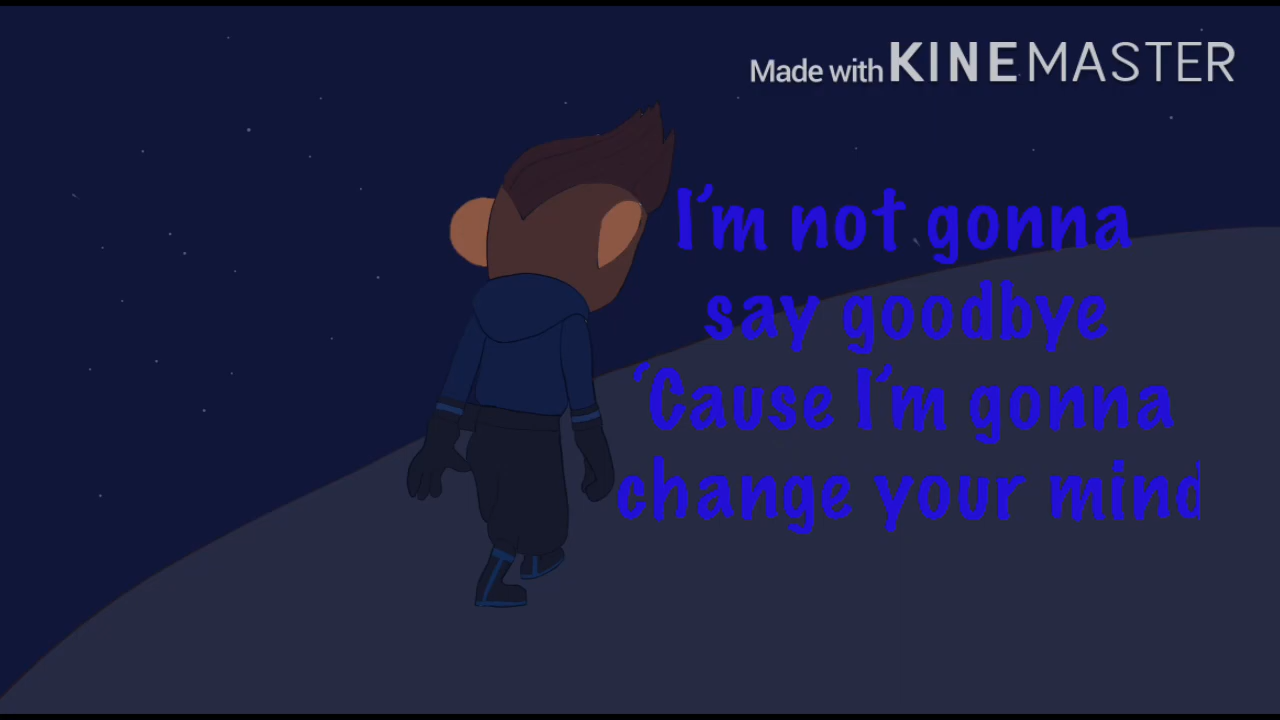 Made with KINEMASTER
I'm not gonna
say goodbye
‘Cause I'm gonna
change your mind